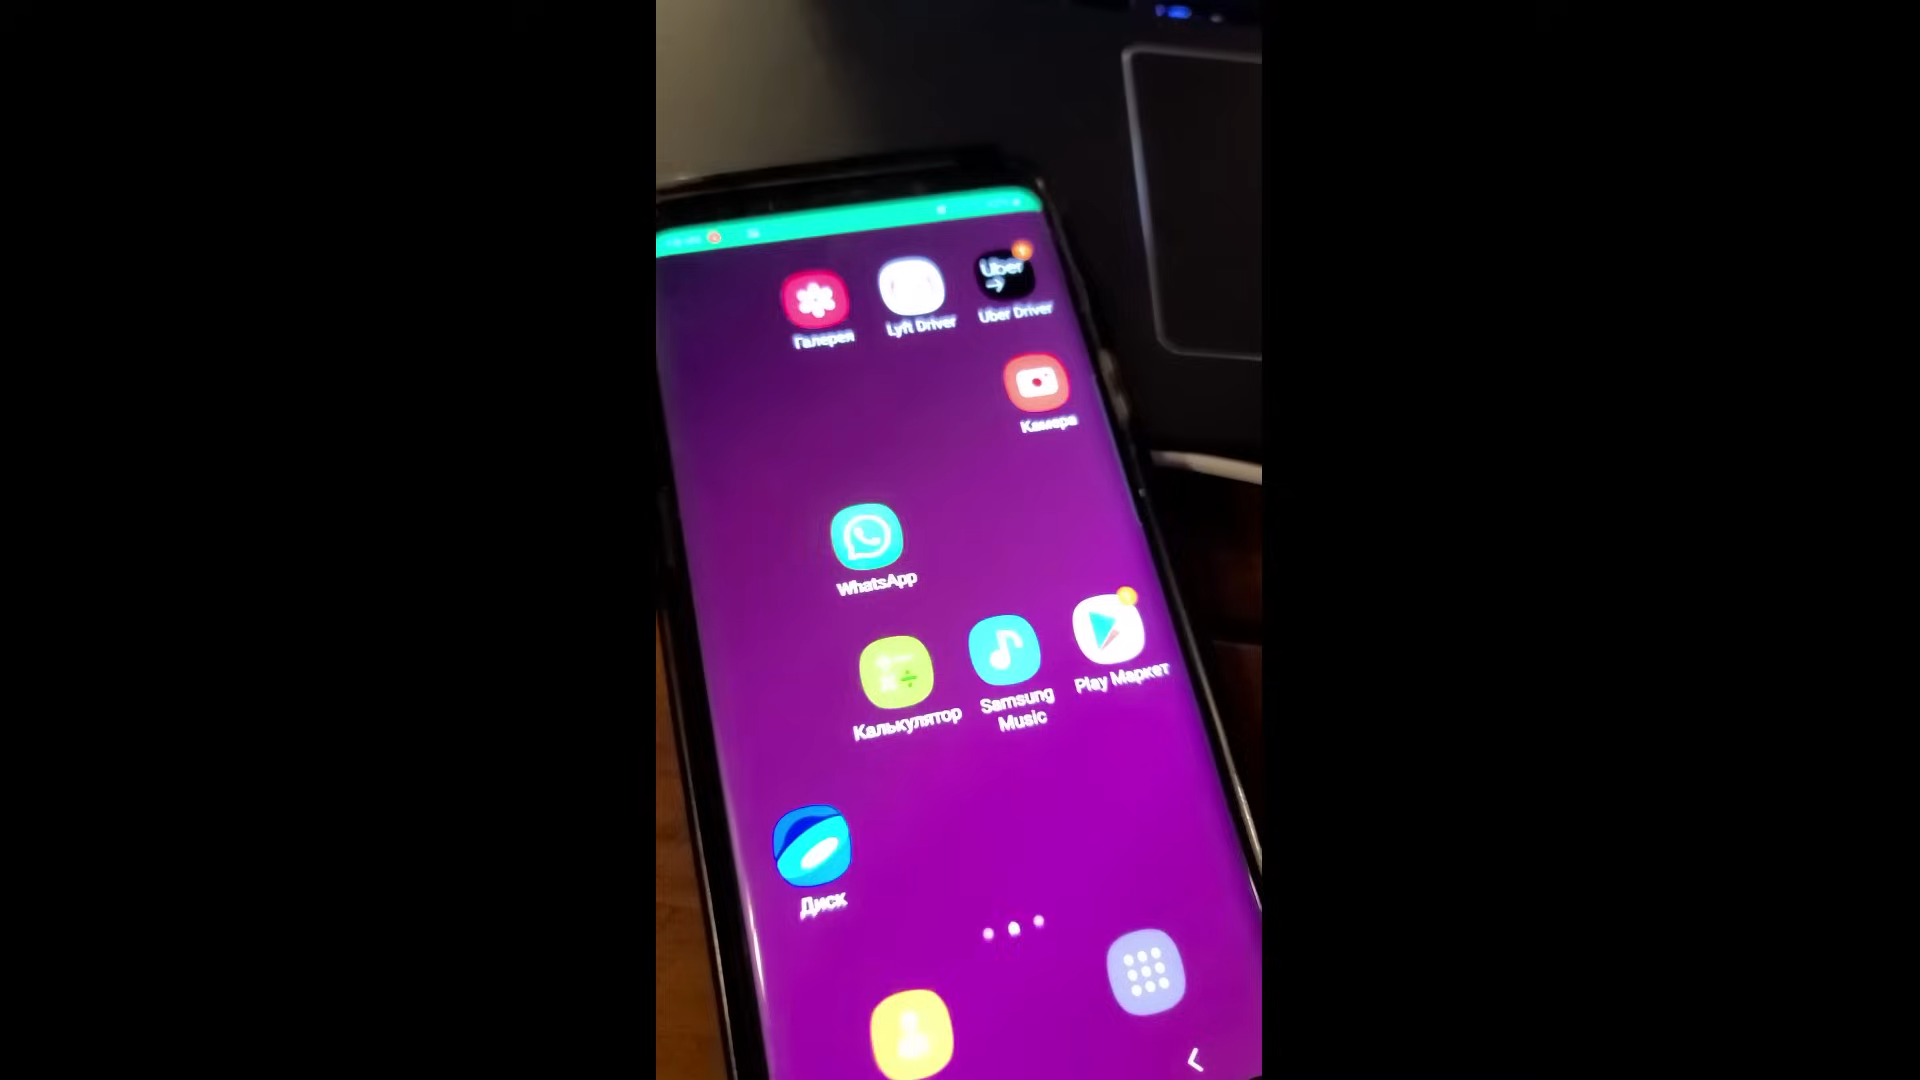 Uber
Галерея
Lyft Driver
Uber Driver
Камера
WhatsApp
Калькулятор
Samsung
Music
Play Маркет
Диск